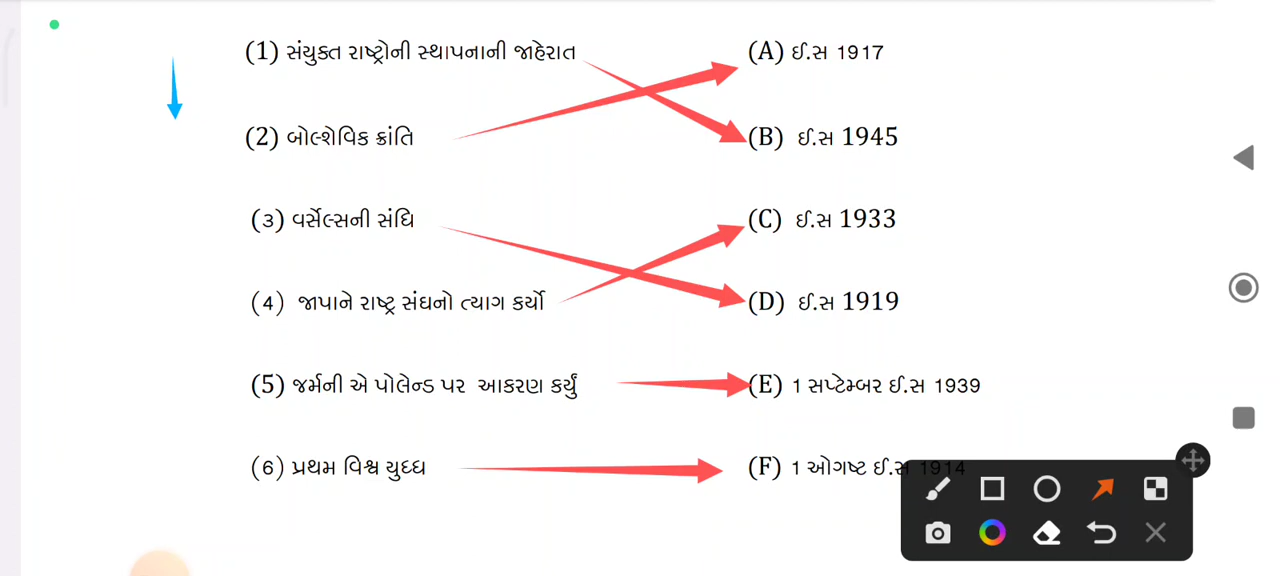 (1) સંયુક્ત રાષ્ટ્રોની સ્થાપનાની જાહેરાત (A) ઈ.સ 1917
(2) બોલ્શેવિક ક્રાંતિ (B) ઈ.સ 1945
(૩) વર્સેલ્સની સંધિ (C) ઈ.સ 1933
(4) જાપાને રાષ્ટ્ર સંઘનો ત્યાગ કર્યો (D) ઈ.સ 1919
(5) જર્મની એ પોલેન્ડ પર આકરણ કર્યું (E) 1 સપ્ટેમ્બર ઈ.સ 1939
(6) પ્રથમ વિશ્વ યુધ્ધ (F) 1 ઓગષ્ટ ઈ.સ 1914